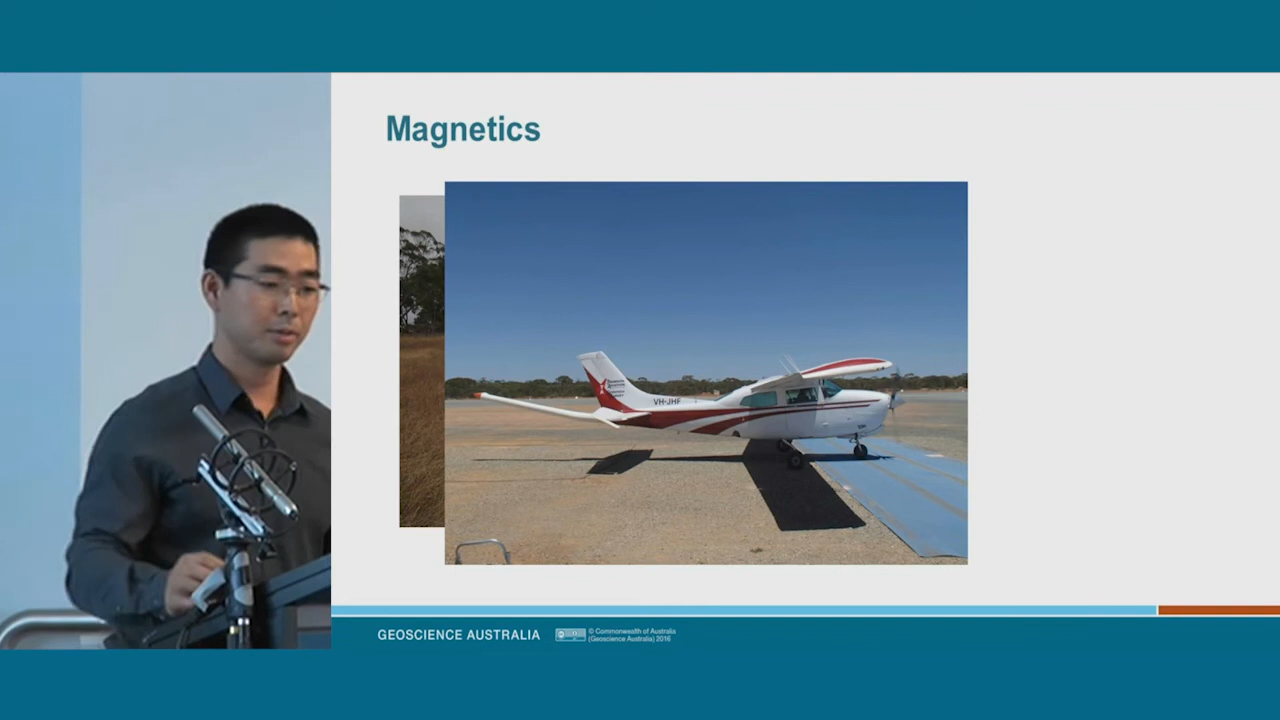 Magnetics
VH-JHF
GEOSCIENCE AUSTRALIA
© Commonwealth of Australia
(Geoscience Australia) 2016